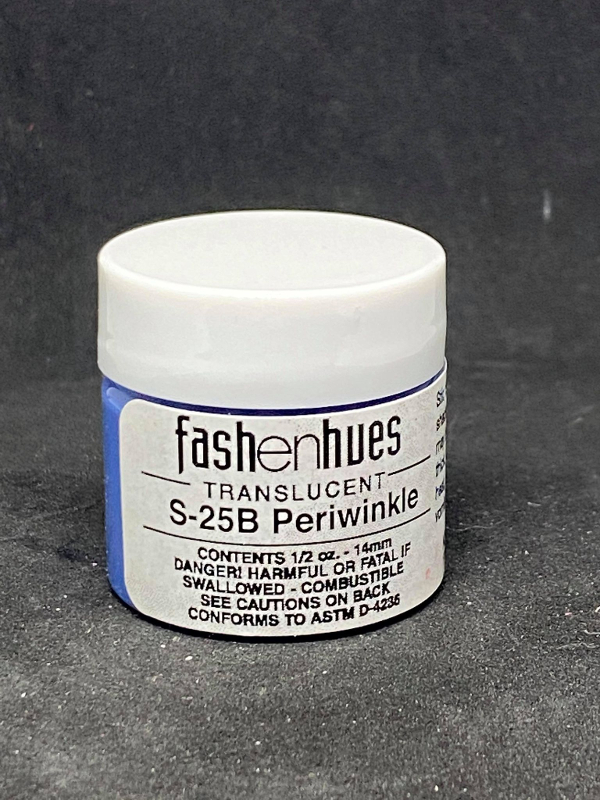 fashenhues
TRANSLUCENT
S-25B Periwinkle
CONTENTS 1/2 oz. - 14mm
DANGER! HARMFUL OR FATAL IF
SWALLOWED - COMBUSTIBLE
SEE CAUTIONS ON BACK
CONFORMS TO ASTM D-4236